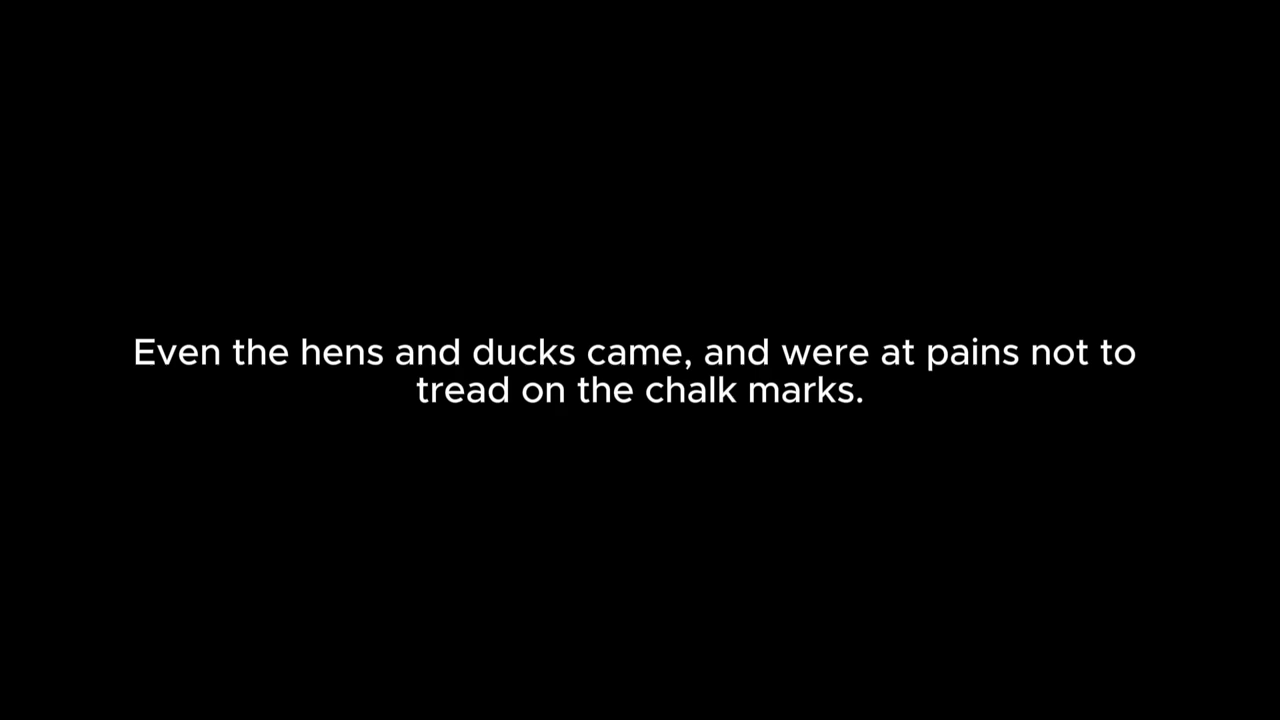 Even the hens and ducks came, and were at pains not to
tread on the chalk marks.